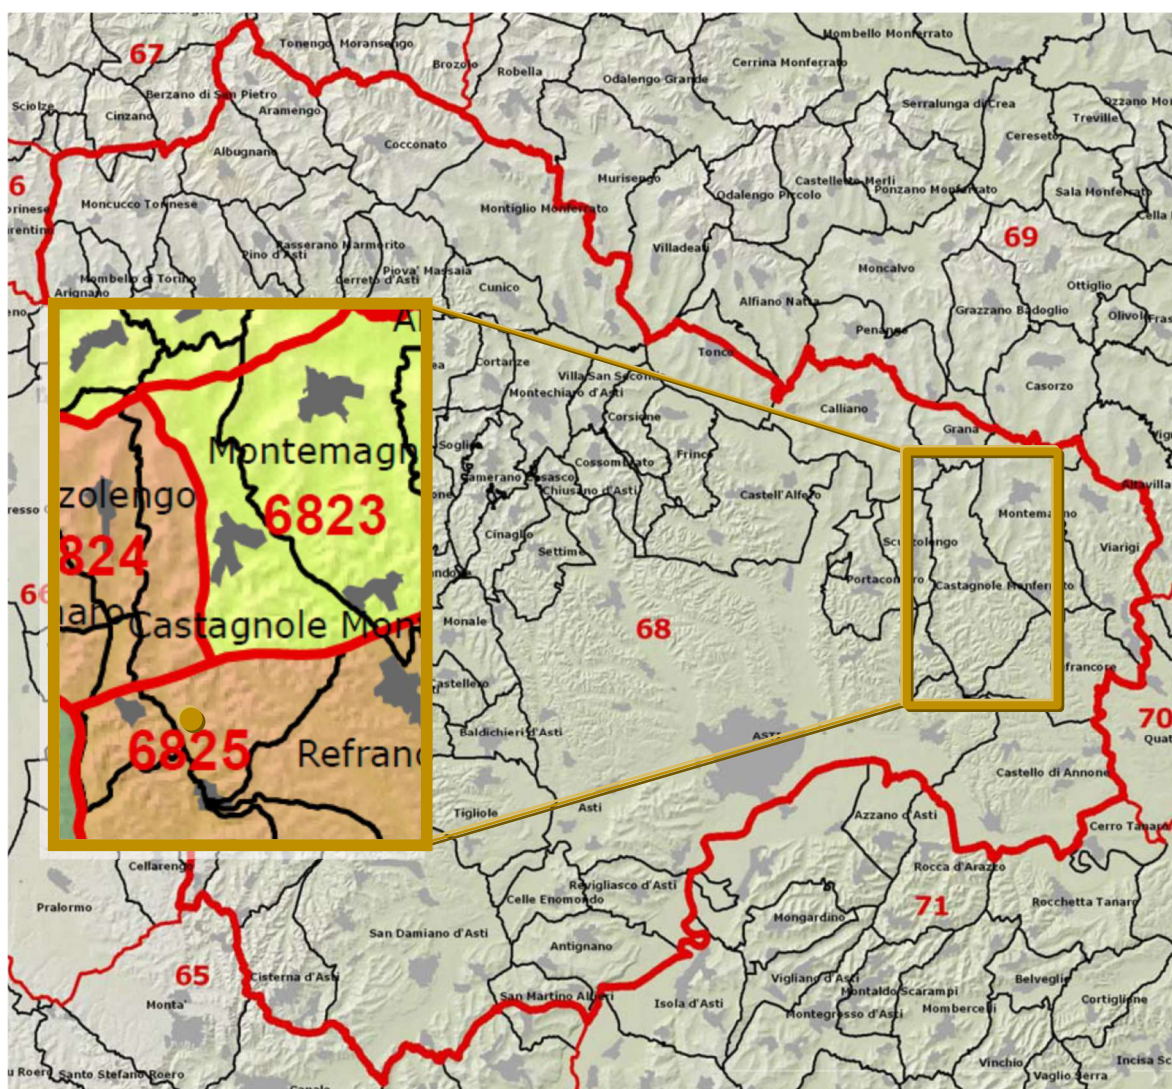 67
Tonengo
Moransengo
Mombello Monferrato
Brozolo
Robella
Cerrina Monferrato
Odalengo Grande
Sciolze
Berzano di San Pietro
Cinzano
Aramengo
Serralunga di Crea
Ozzano Mo
Treville
Cereseto
Albugnano
Cocconato
Murisengo
Castelletto Merli
Odalengo Piccolo
Ponzano Monferrato
Sala Monferrato
6
Moncucco Torinese
Montiglio Monferrato
Cella
69
Passerano Marmorito
Pino d'Asti
Villadeati
Mombello di Torino
Piova' Massaia
Cerreto d'Asti
Moncalvo
Arignano
Cunico
Ottiglio
Alfiano Natta
Grazzano Badoglio
Olivola
Penango
Tonco
Cortanze
Villa San Second
Montechiaro d'Asti
Casorzo
Calliano
Corsione
Grana
Soglio
Frinco
Cossombrato
Camerano Casasco
Chiusano d'Asti
Castell'Alfero
Altavilla
Montemagno
Cinaglio
Scurzolengo
Settime
Viarigi
Portacomaro
Castagnole Monferrato
68
Monale
Refrancore
Castellero
70
Baldichieri d'Asti
ASTI
Quat
Castello di Annone
Tigliole
Asti
Azzano d'Asti
Cerro Tanaro
Montemagn
zolengo
6823
824
naro
Castagnole Mon
6825
Refranc
Cellarengo
Rocca d'Arazzo
Revigliasco d'Asti
Celle Enomondo
Pralormo
71
Rocchetta Tanaro
Mongardino
San Damiano d'Asti
Antignano
65
Cisterna d'Asti
Vigliano d'Asti
Belveglio
Montaldo Scarampi
San Martino Alfieri
Cortiglione
Monta'
Isola d'Asti
Mombercelli
Montegrosso d'Asti
Vinchio
Incisa Sc
Santo Stefano Roero
Vaglio Serra
Canale